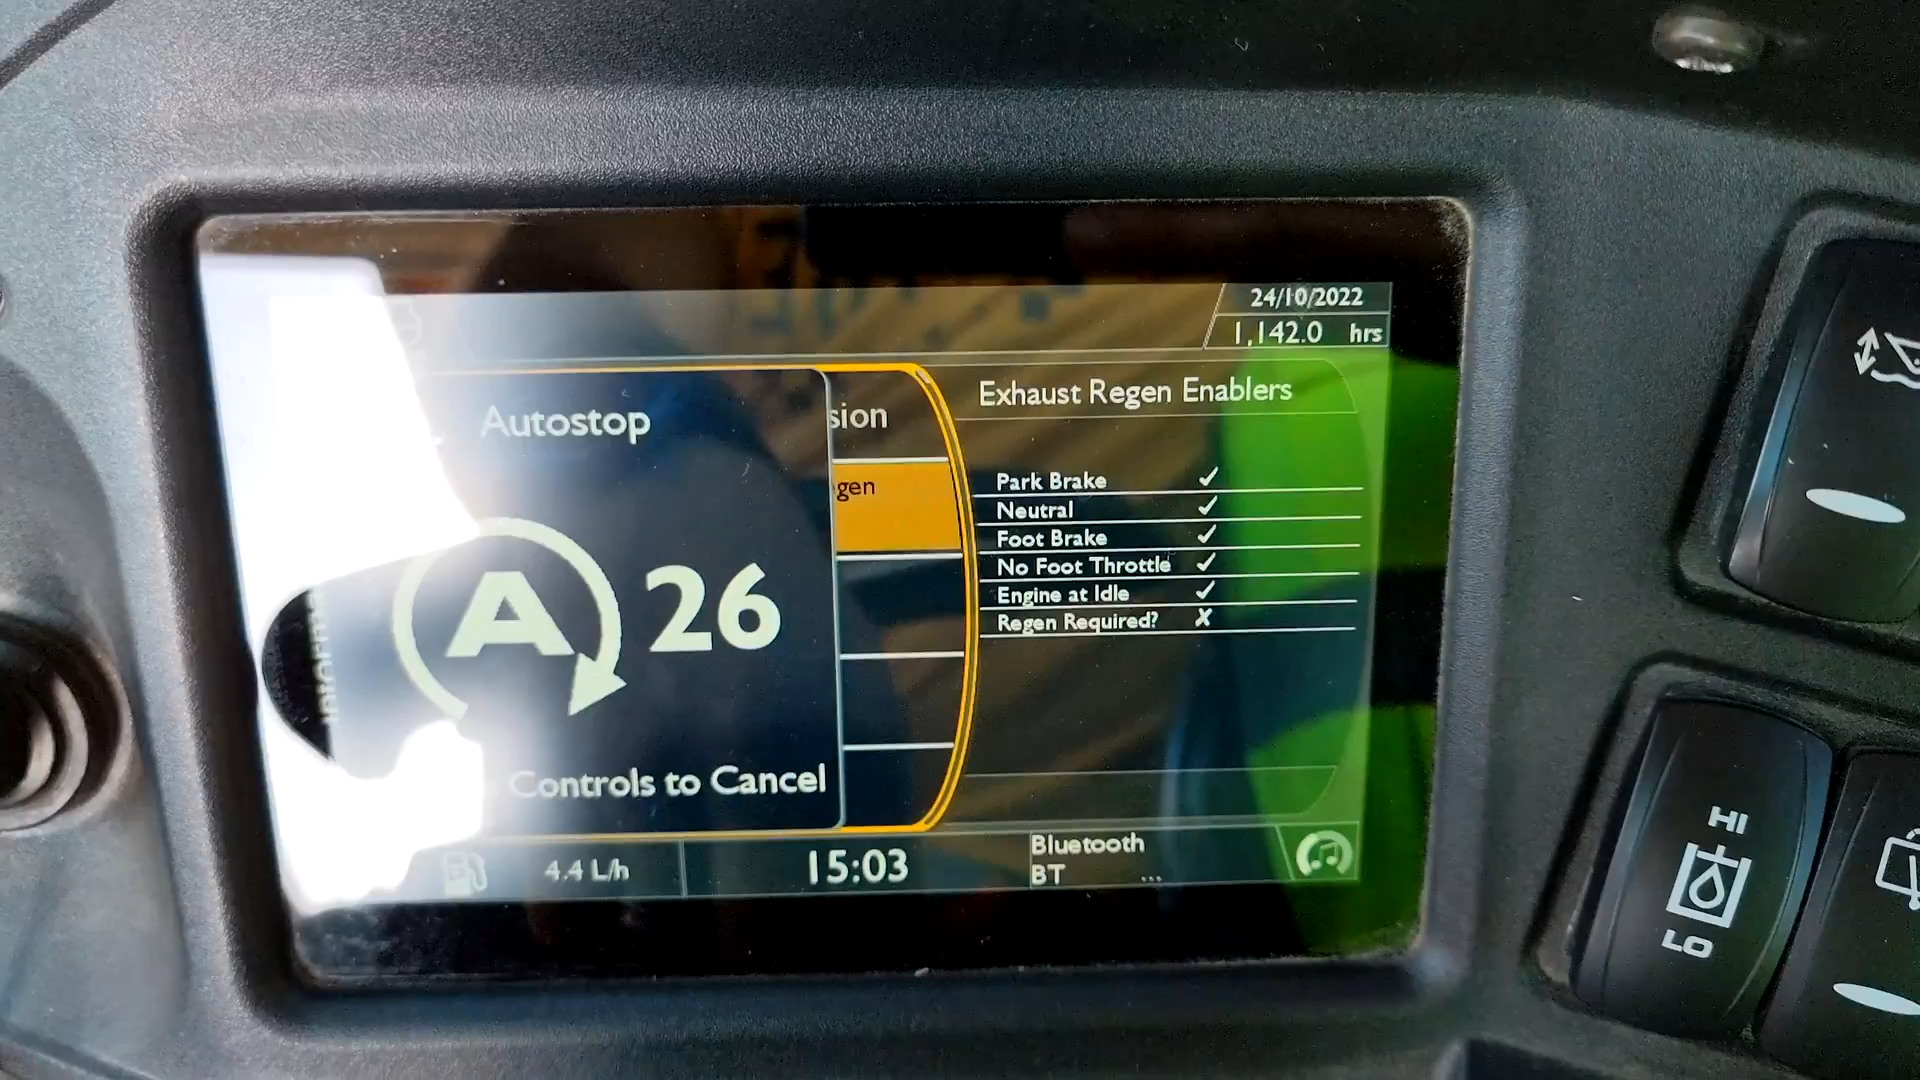 24/10/2022
1,142.0 hrs
Autostop
sion
gen
A 26
Controls to Cancel
Exhaust Regen Enablers
Park Brake ✓
Neutral ✓
Foot Brake ✓
No Foot Throttle ✓
Engine at Idle ✓
Regen Required? ✗
4.4 L/h
15:03
Bluetooth
BT ...
HI
LO